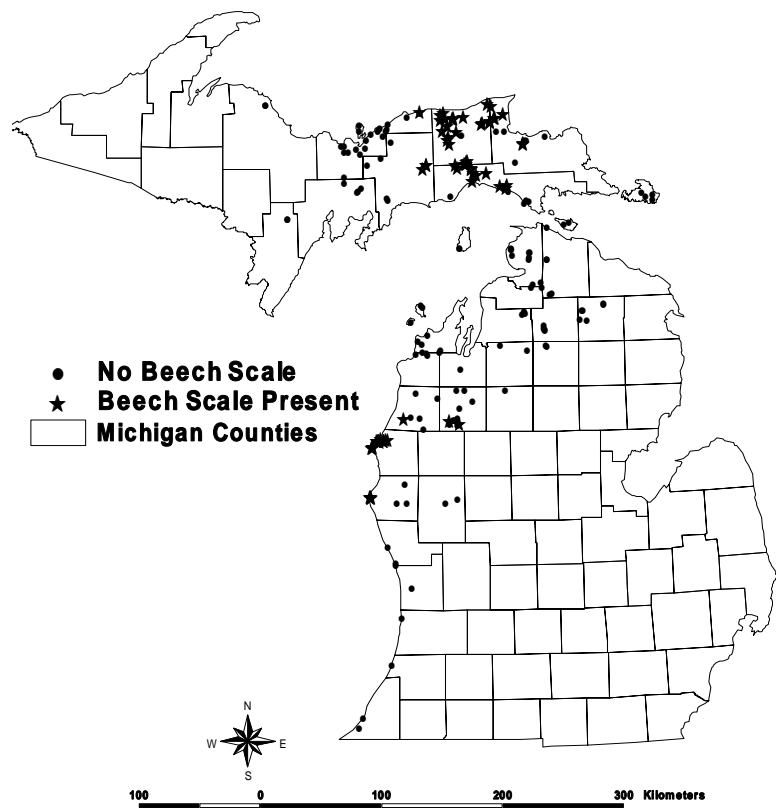 No Beech Scale
Beech Scale Present
Michigan Counties
N
W E
S
100 0 100 200 300 Kilometers